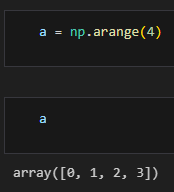 a = np.arange(4)
a
array([0, 1, 2, 3])